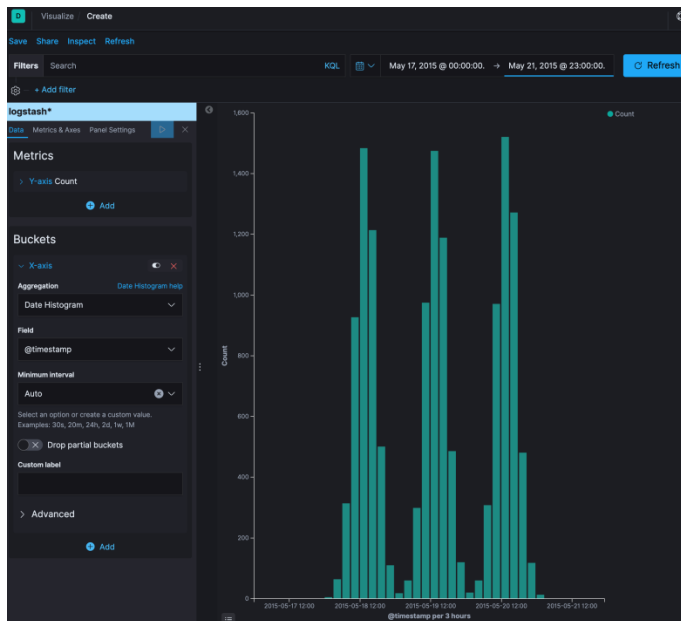 D Visualize Create
Save Share Inspect Refresh
Filters Search KQL May 17, 2015 @ 00:00:00. → May 21, 2015 @ 23:00:00. Refresh
+ Add filter
logstash*
Data Metrics & Axes Panel Settings
Metrics
Y-axis Count
Add
Buckets
X-axis
Aggregation Date Histogram help
Date Histogram
Field
@timestamp
Minimum interval
Auto
Select an option or create a custom value.
Examples: 30s, 20m, 24h, 2d, 1w, 1M
Drop partial buckets
Custom label
Advanced
Add
Count
1,600
1,400
1,200
1,000
800
600
400
200
0
Count
2015-05-17 12:00 2015-05-18 12:00 2015-05-19 12:00 2015-05-20 12:00 2015-05-21 12:00
@timestamp per 3 hours